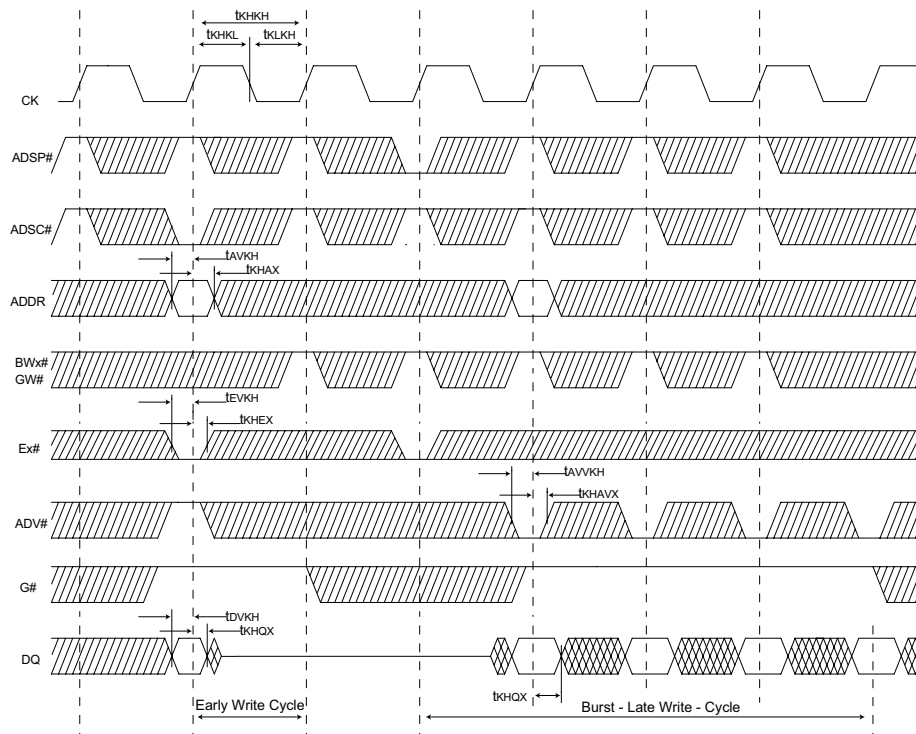 tKHKH
tKHKL tKLKH
CK
ADSP#
ADSC#
tAVKH
tKHAX
ADDR
BWx#
GW#
tEVKH
tKHEX
Ex#
tAVVKH
tKHAVX
ADV#
G#
tDVKH
tKHQX
DQ
tKHQX
Early Write Cycle
Burst - Late Write - Cycle